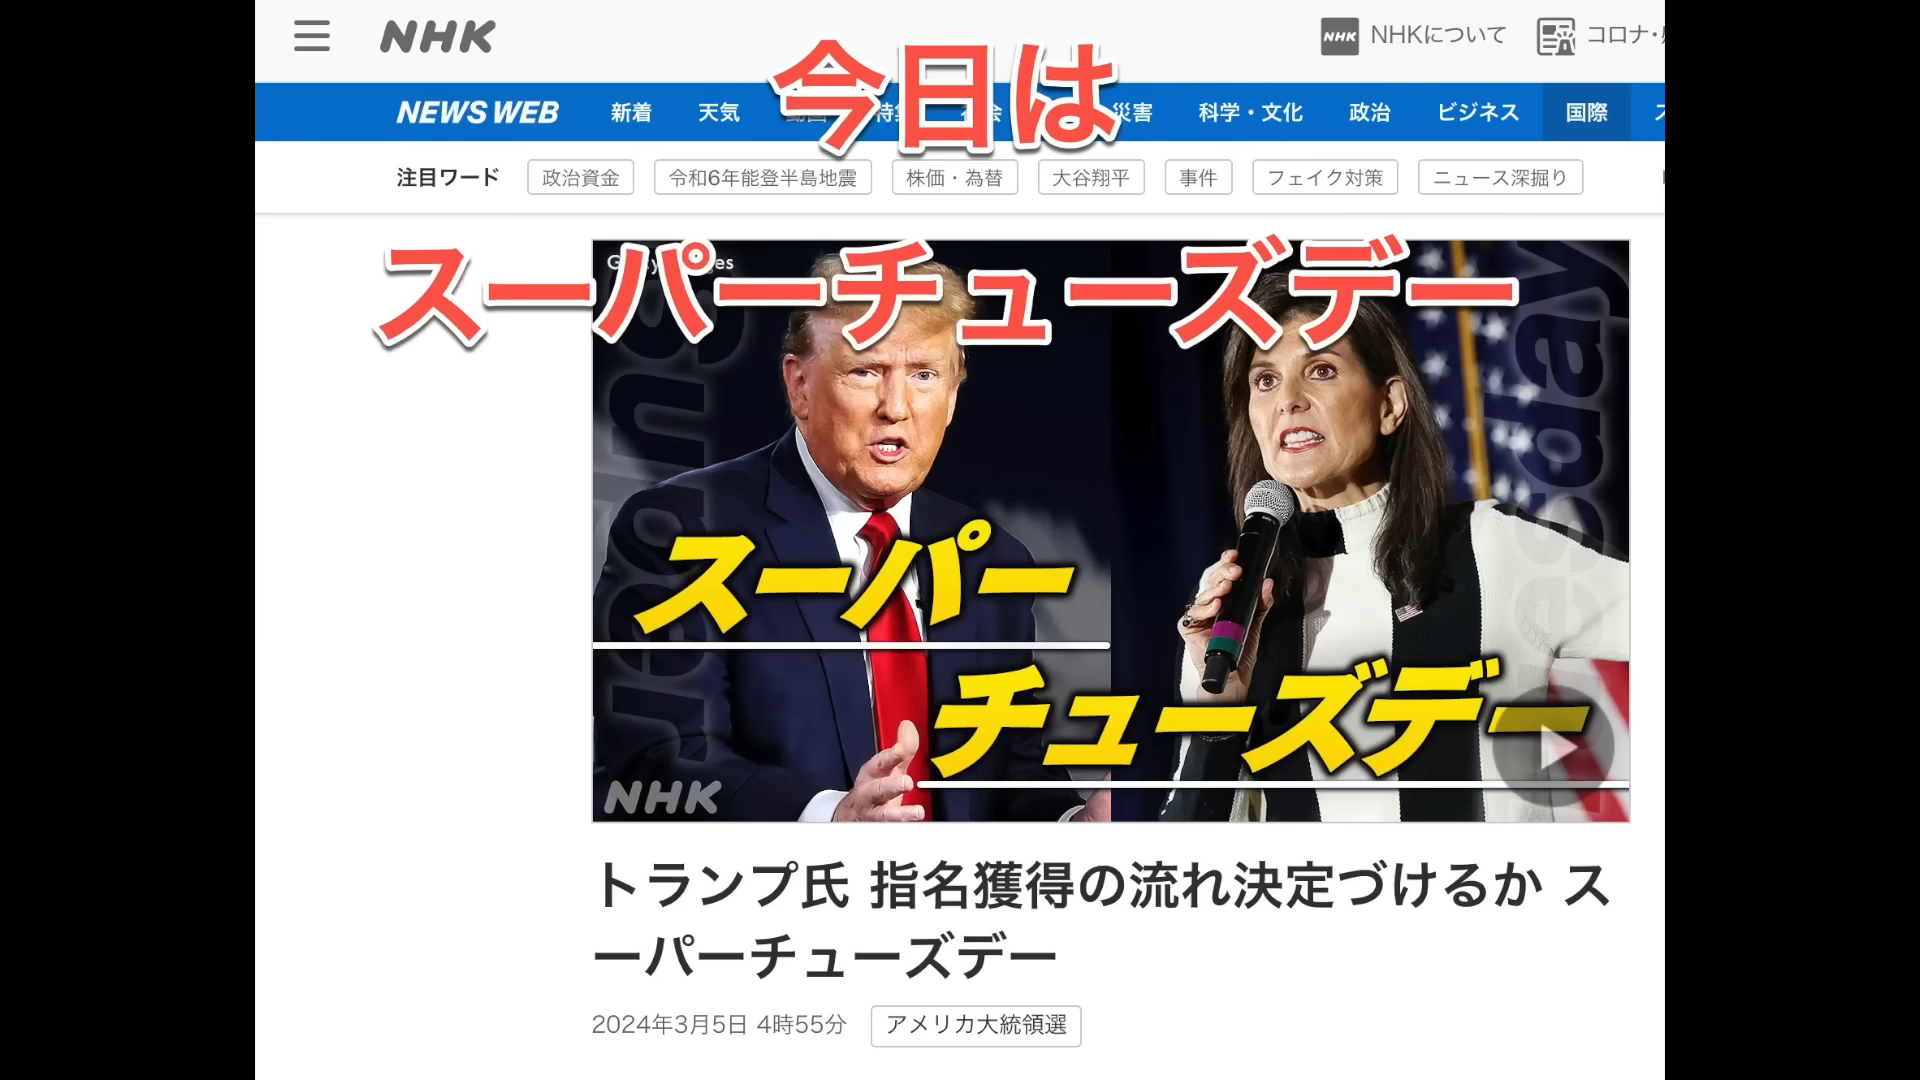 NHK
NHKについて
コロナ・
今日は
NEWS WEB 新着 天気 災害 科学・文化 政治 ビジネス 国際
注目ワード 政治資金 令和6年能登半島地震 株価・為替 大谷翔平 事件 フェイク対策 ニュース深掘り
スーパーチューズデー
スーパー
チューズデー
NHK
トランプ氏 指名獲得の流れ決定づけるか ス
ーパーチューズデー
2024年3月5日 4時55分 アメリカ大統領選